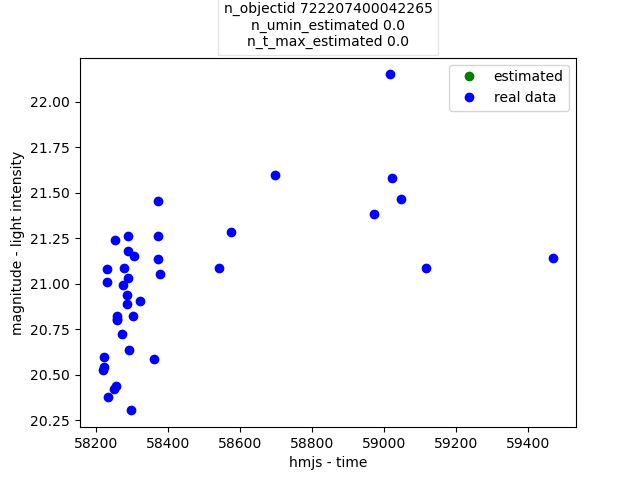 n_objectid 722207400042265
n_umin_estimated 0.0
n_t_max_estimated 0.0
estimated
real data
22.00
21.75
21.50
21.25
21.00
20.75
20.50
20.25
magnitude - light intensity
58200 58400 58600 58800 59000 59200 59400
hmjs - time